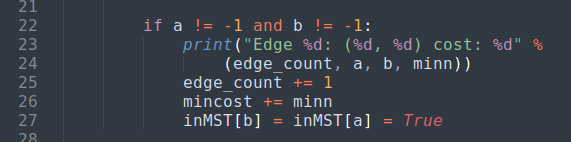 21
22 if a != -1 and b != -1:
23 print("Edge %d: (%d, %d) cost: %d" %
24 (edge_count, a, b, minn))
25 edge_count += 1
26 mincost += minn
27 inMST[b] = inMST[a] = True
28